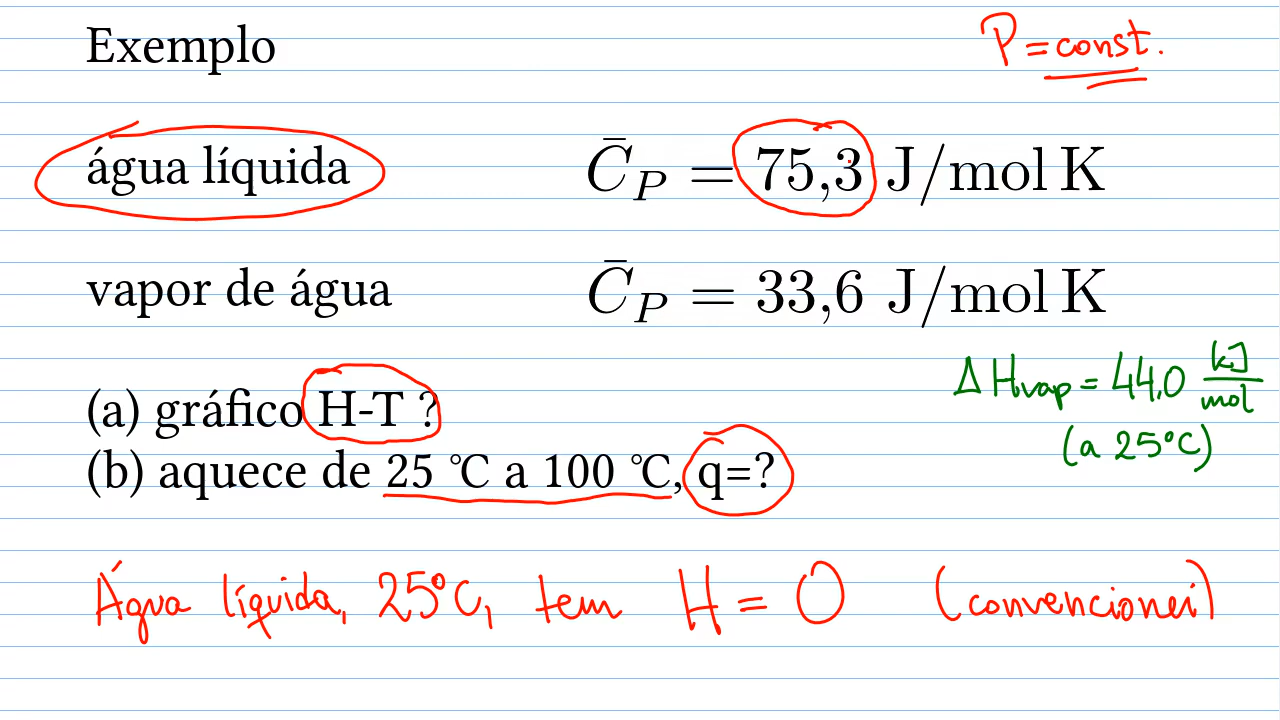 Exemplo
P = const.
água líquida C̄_P = 75,3 J/mol K
vapor de água C̄_P = 33,6 J/mol K
ΔHvap = 44,0 kJ/mol
(a 25°C)
(a) gráfico H-T ?
(b) aquece de 25 °C a 100 °C, q=?
Água líquida, 25°C, tem H = 0 (convencionei)